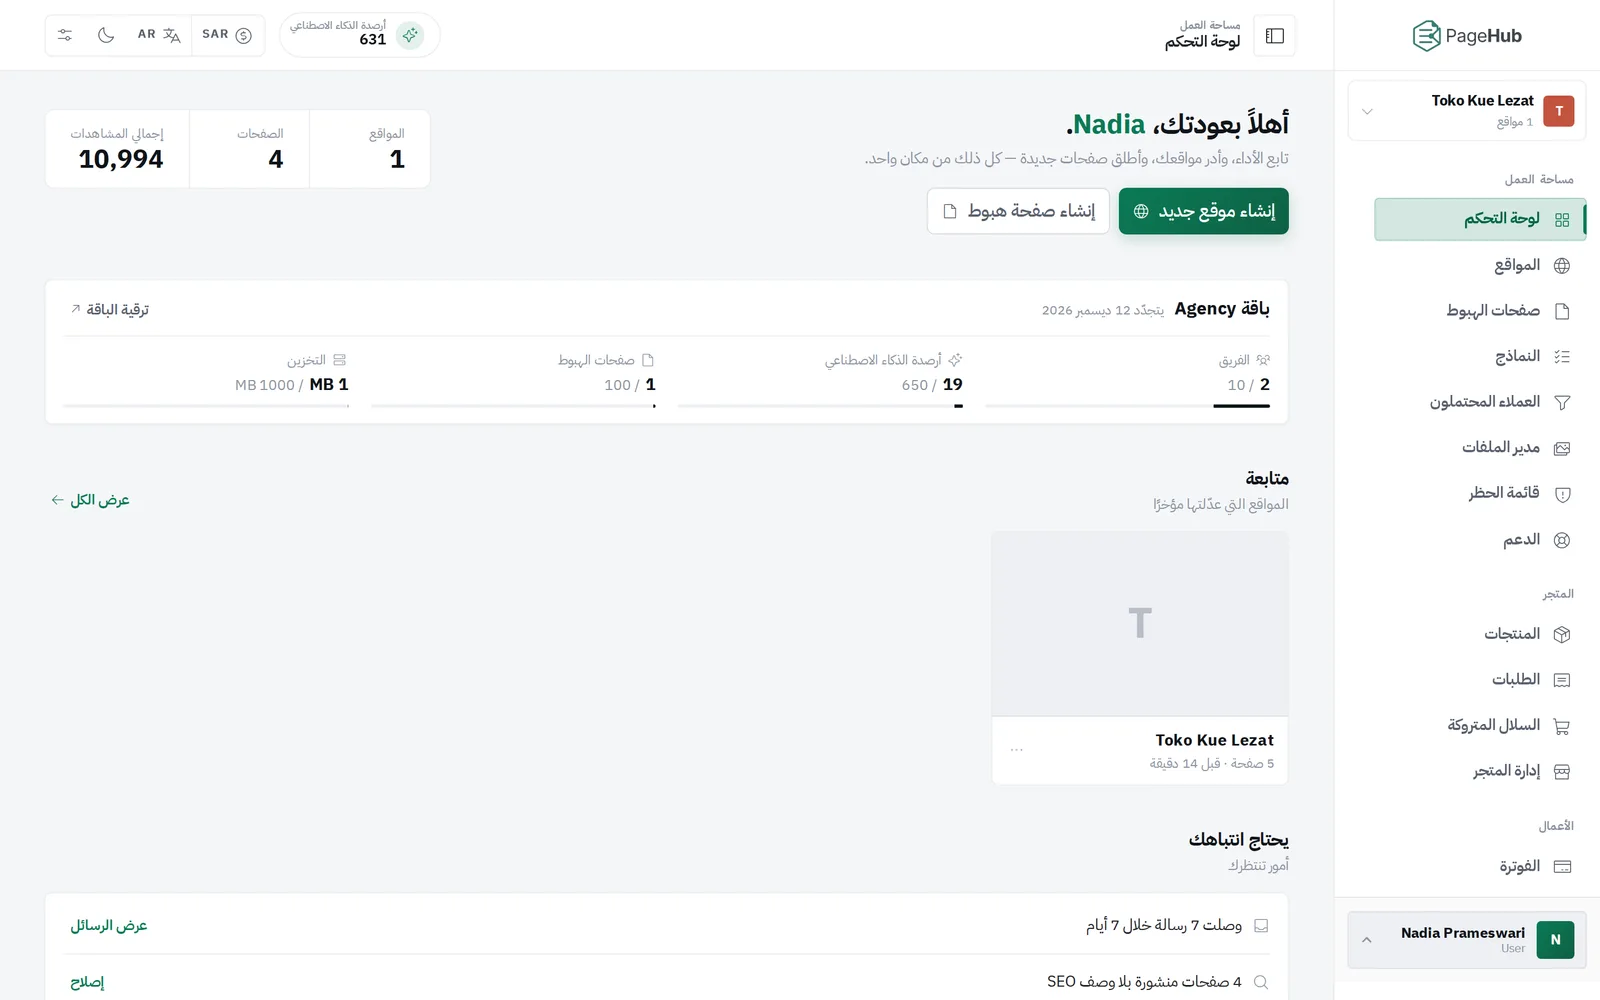 PageHub
Toko Kue Lezat
1 مواقع
T
مساحة العمل
لوحة التحكم
المواقع
صفحات الهبوط
النماذج
العملاء المحتملون
مدير الملفات
قائمة الحظر
الدعم
المتجر
المنتجات
الطلبات
السلال المتروكة
إدارة المتجر
الأعمال
الفوترة
Nadia Prameswari
User
N
مساحة العمل
لوحة التحكم
أرصدة الذكاء الاصطناعي
631
SAR
AR
أهلاً بعودتك، Nadia.
تابع الأداء، وأدر مواقعك، وأطلق صفحات جديدة — كل ذلك من مكان واحد.
إنشاء موقع جديد
إنشاء صفحة هبوط
المواقع
1
الصفحات
4
إجمالي المشاهدات
10,994
باقة Agency يتجدّد 12 ديسمبر 2026
ترقية الباقة
الفريق
2 / 10
أرصدة الذكاء الاصطناعي
19 / 650
صفحات الهبوط
1 / 100
التخزين
1 MB / 1000 MB
متابعة
المواقع التي عدّلتها مؤخرًا
عرض الكل
T
Toko Kue Lezat
5 صفحة · قبل 14 دقيقة
يحتاج انتباهك
أمور تنتظرك
وصلت 7 رسالة خلال 7 أيام
عرض الرسائل
4 صفحات منشورة بلا وصف SEO
إصلاح